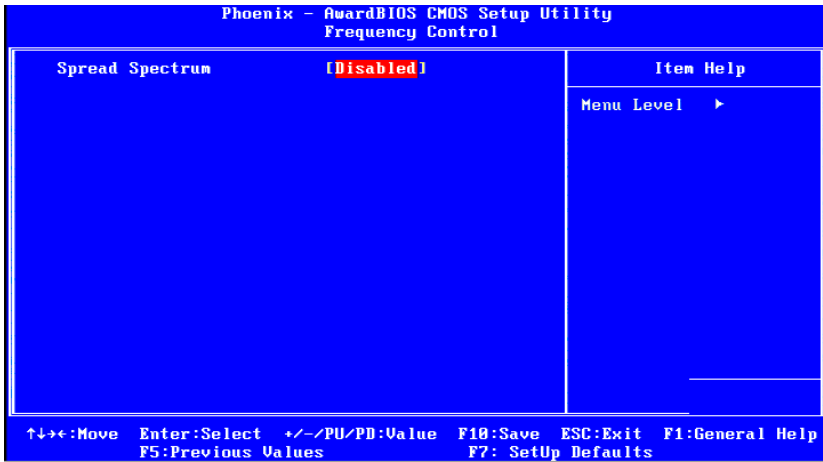 Phoenix - AwardBIOS CMOS Setup Utility
Frequency Control
Spread Spectrum [Disabled]
Item Help
Menu Level ►
↑↓→←:Move Enter:Select +/-/PU/PD:Value F10:Save ESC:Exit F1:General Help
F5:Previous Values F7: SetUp Defaults